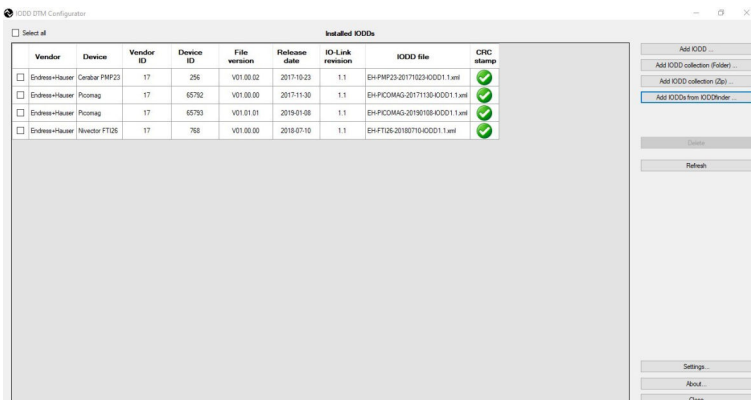 IODD DTM Configurator
Select all
Installed IODDs
Vendor Device Vendor ID Device ID File version Release date IO-Link revision IODD file CRC stamp
Endress+Hauser Cerabar PMP23 17 256 V01.00.02 2017-10-23 1.1 EH-PMP23-20171023-IODD1.1.xml
Endress+Hauser Picomag 17 65792 V01.00.00 2017-11-30 1.1 EH-PICOMAG-20171130-IODD1.1.xml
Endress+Hauser Picomag 17 65793 V01.01.01 2019-01-08 1.1 EH-PICOMAG-20190108-IODD1.1.xml
Endress+Hauser Nivector FTI26 17 768 V01.00.00 2018-07-10 1.1 EH-FTI26-20180710-IODD1.1.xml
Add IODD ...
Add IODD collection (Folder) ...
Add IODD collection (Zip) ...
Add IODDs from IODDfinder ...
Delete
Refresh
Settings...
About...
Close